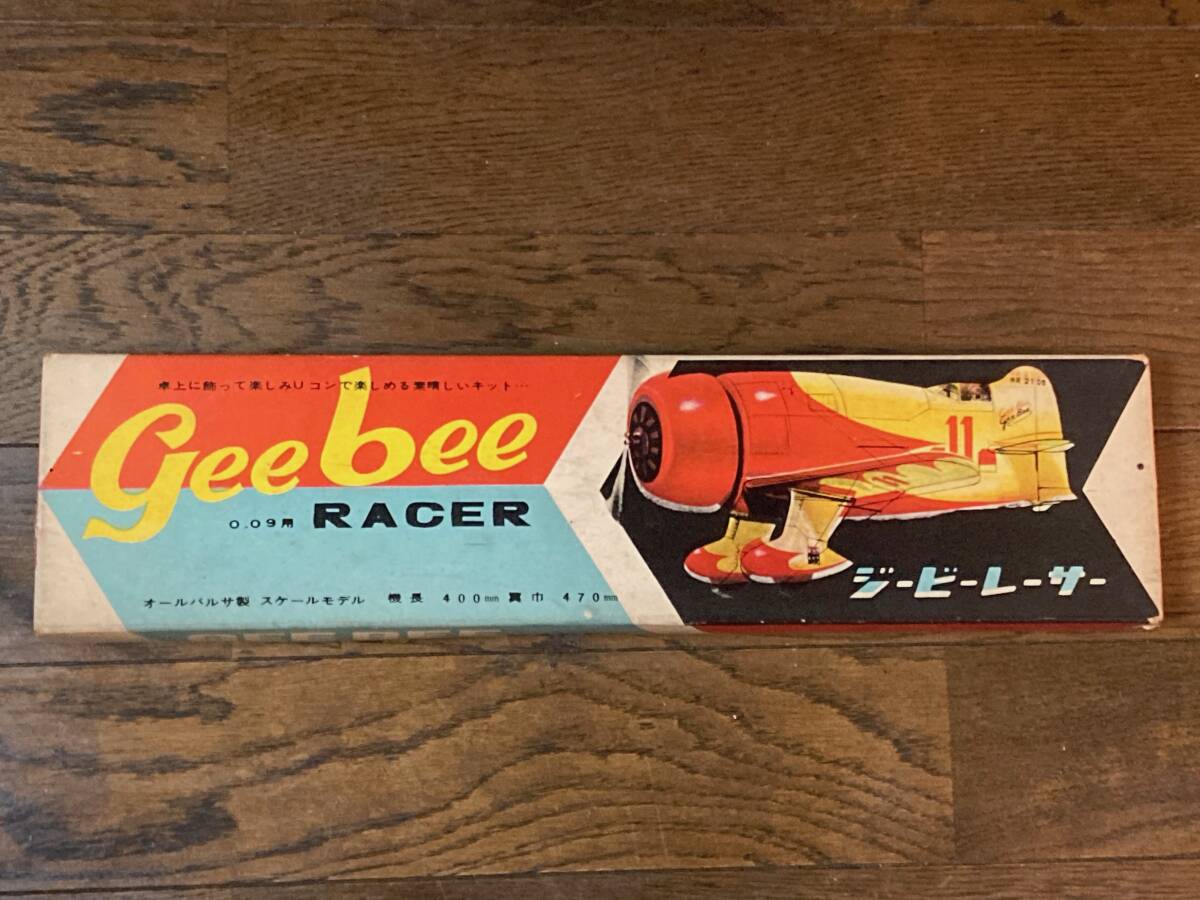 卓上に飾って楽しみUコンで楽しめる素晴しいキット…
Geebee
0.09用 RACER
オールバルサ製 スケールモデル 機長 400mm 翼巾 470mm
11
Gee Bee
ジービーレーサー